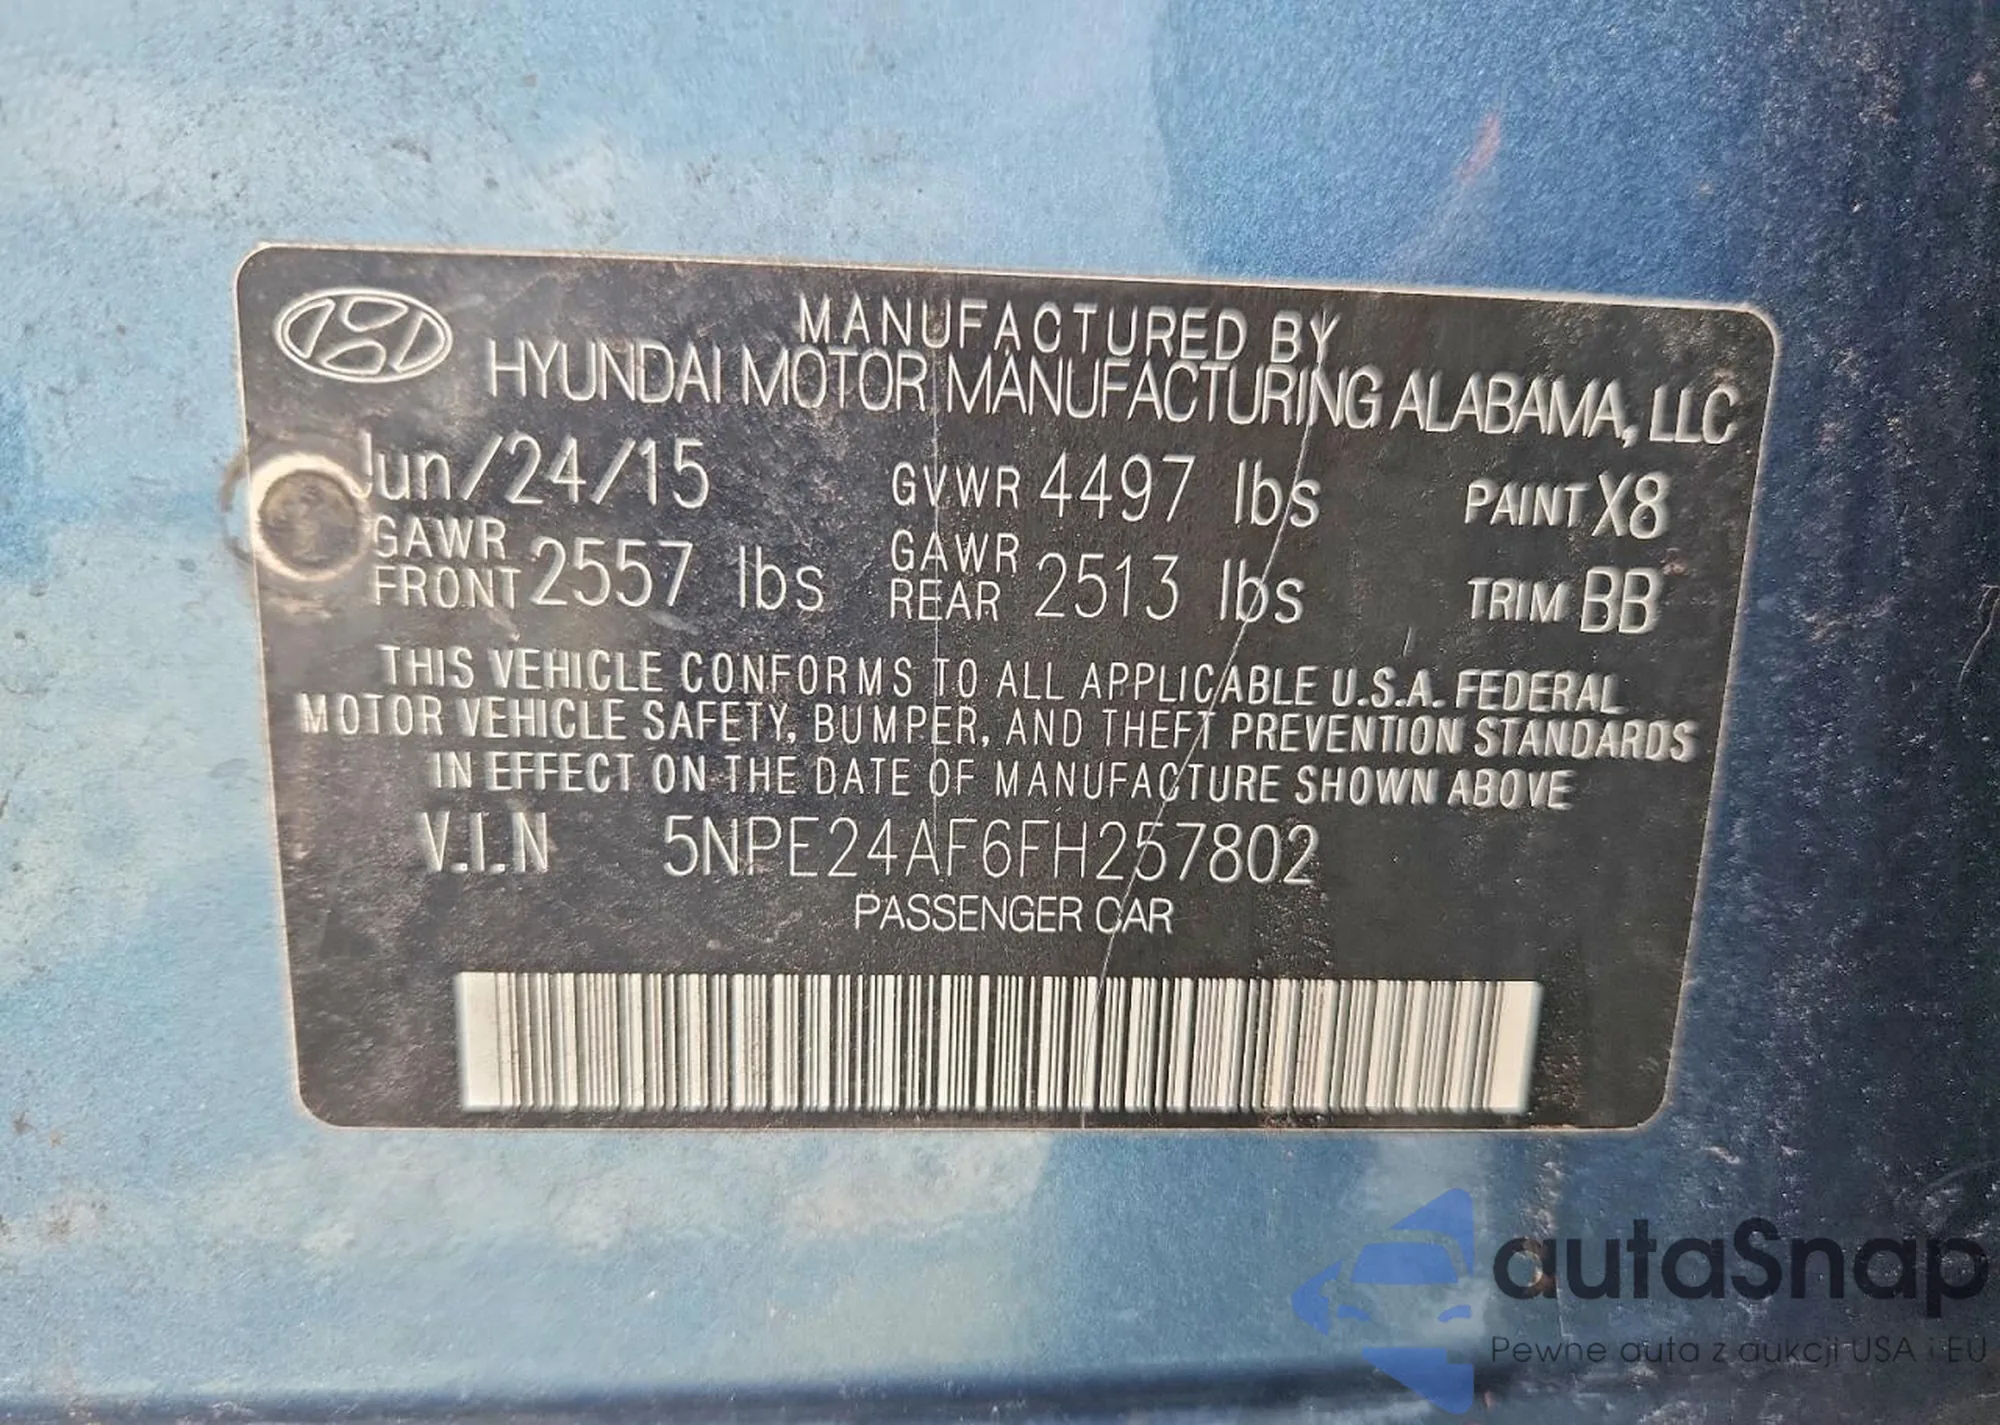 MANUFACTURED BY
HYUNDAI MOTOR MANUFACTURING ALABAMA, LLC
Jun/24/15 GVWR 4497 lbs PAINT X8
GAWR FRONT 2557 lbs GAWR REAR 2513 lbs TRIM BB
THIS VEHICLE CONFORMS TO ALL APPLICABLE U.S.A. FEDERAL
MOTOR VEHICLE SAFETY, BUMPER, AND THEFT PREVENTION STANDARDS
IN EFFECT ON THE DATE OF MANUFACTURE SHOWN ABOVE
V.I.N 5NPE24AF6FH257802
PASSENGER CAR
autaSnap
Pewne auta z aukcji USA i EU